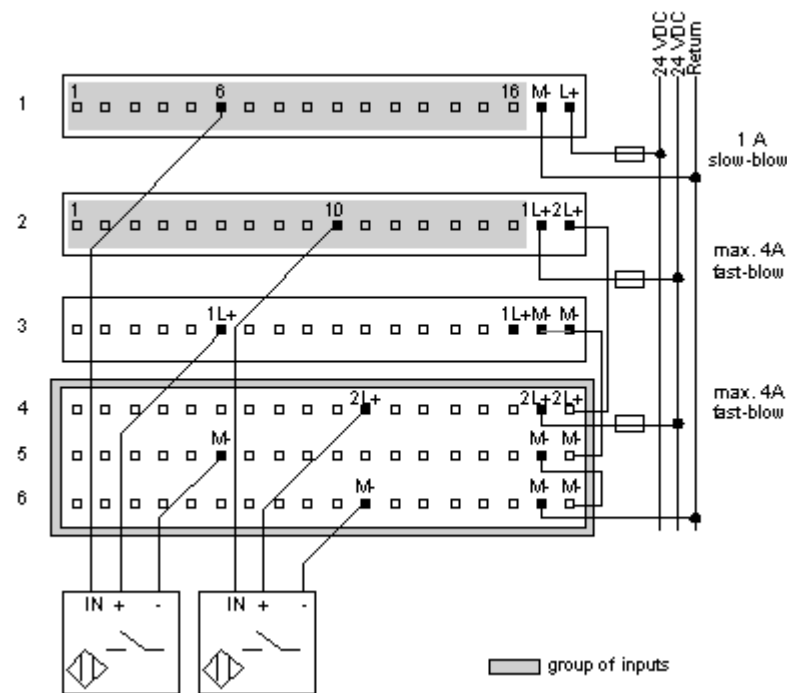 24 VDC
24 VDC
Return
1 6 16 M- L+
1
1 A
slow-blow
1 10 1L+ 2L+
2
max. 4A
fast-blow
1L+ 1L+ M- M-
3
2L+ 2L+ 2L+
4
max. 4A
fast-blow
M- M- M-
5
M- M- M-
6
IN + -
IN + -
group of inputs